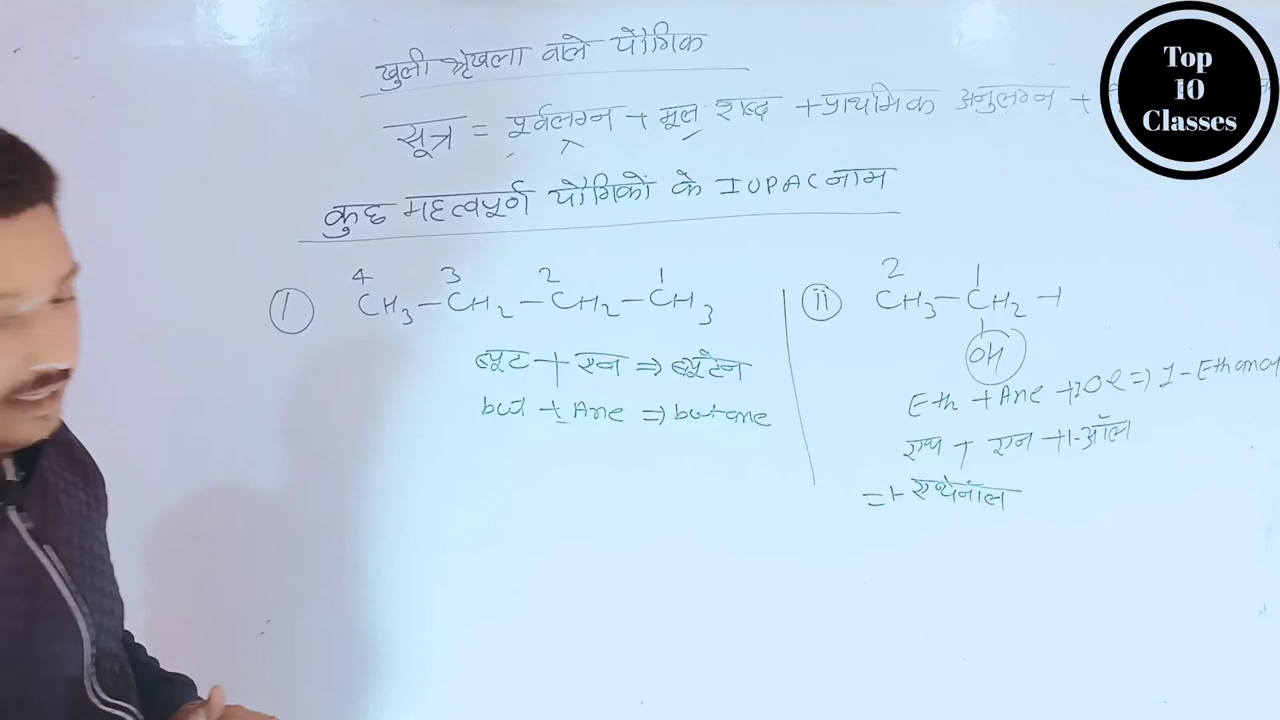 खुली श्रृंखला वाले यौगिक
सूत्र = पूर्वलग्न + मूल शब्द + प्राथमिक अनुलग्न +
कुछ महत्वपूर्ण यौगिकों के IUPAC नाम
4 3 2 1
(I) CH3-CH2-CH2-CH3
ब्यूट + एन => ब्यूटेन
but + Ane => butane
2 1
(ii) CH3-CH2-H
OH
Eth + Ane + 1 Ol => 1-Ethanol
एथ + एन + 1-ऑल
= 1-एथेनॉल
Top
10
Classes